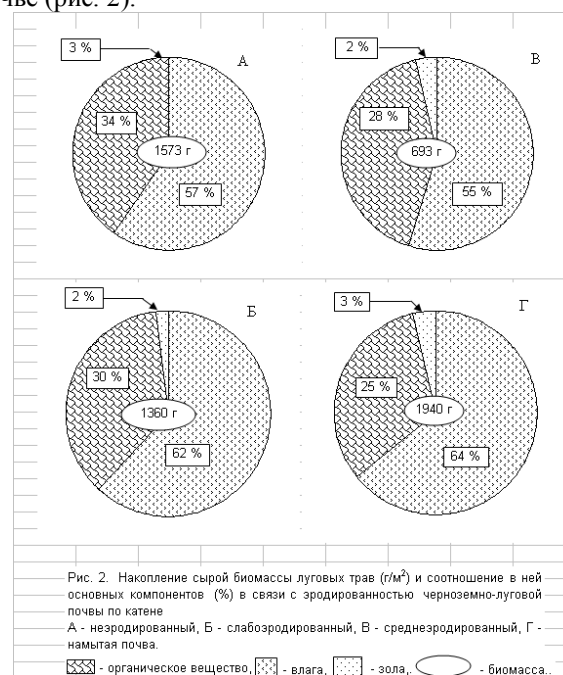 чье (рис. 2).
3 %
А
34 %
1573 г
57 %
2 %
В
28 %
693 г
55 %
2 %
Б
30 %
1360 г
62 %
3 %
Г
25 %
1940 г
64 %
Рис. 2. Накопление сырой биомассы луговых трав (г/м²) и соотношение в ней
основных компонентов (%) в связи с эродированностью черноземно-луговой
почвы по катене
А - неэродированный, Б - слабоэродированный, В - среднеэродированный, Г -
намытая почва.
- органическое вещество, - влага, - зола,. - биомасса..